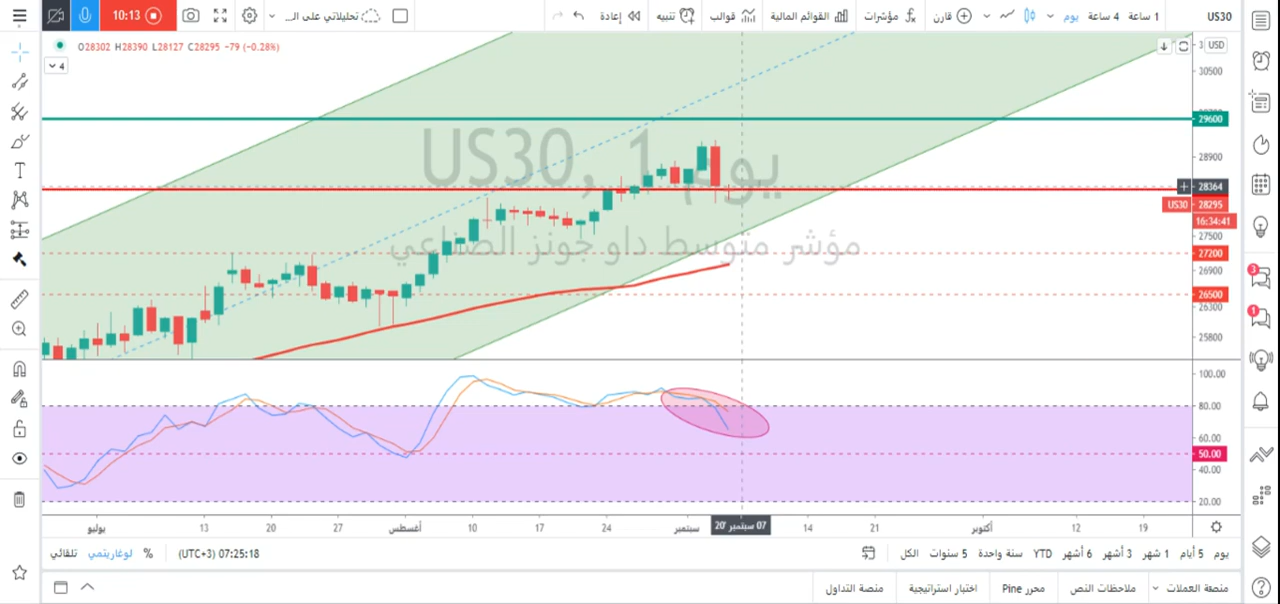 10:13
تحليلاتي على الـ...
إعادة
تنبيه
قوالب
القوائم المالية
مؤشرات
قارن
يوم
4 ساعة
1 ساعة
US30
O28302 H28390 L28127 C28295 -79 (-0.28%)
4
USD
30500
29600
28900
28364
US30 28295
16:34:41
27500
27200
26900
26500
26300
25800
US30, 1 يوم
مؤشر متوسط داو جونز الصناعي
100.00
80.00
60.00
50.00
40.00
20.00
يوليو 13 20 27 أغسطس 10 17 24 سبتمبر 07 سبتمبر '20 14 21 أكتوبر 12 19
تلقائي لوغاريتمي % (UTC+3) 07:25:18
الكل 5 سنوات سنة واحدة YTD 6 أشهر 3 أشهر 1 شهر 5 أيام يوم
منصة التداول اختبار استراتيجية محرر Pine ملاحظات النص منصفة العملات
3
1